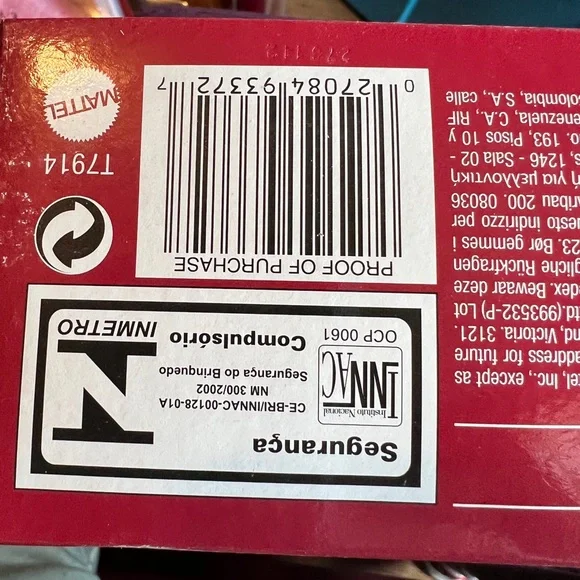 tel, Inc., except as
address for future
nd, Victoria. 3121.
td.(993532-P) Lot
edex. Bewaar deze
gliche Rückfragen
23. Bør gemmes i
uesto indirizzo per
aribau 200. 08036
η για μελλοντική
s, 1246 - Sala 02 -
o. 193, Pisos 10 y
enezuela, C.A. RIF
olombia, S.A., calle
Segurança
Instituto Nacional
INNAC
OCP 0061
CE-BRI/INNAC-00128-01A
NM 300/2002
Segurança do Brinquedo
Compulsório
INMETRO
PROOF OF PURCHASE
0 27084 93372 7
T7914
MATTEL